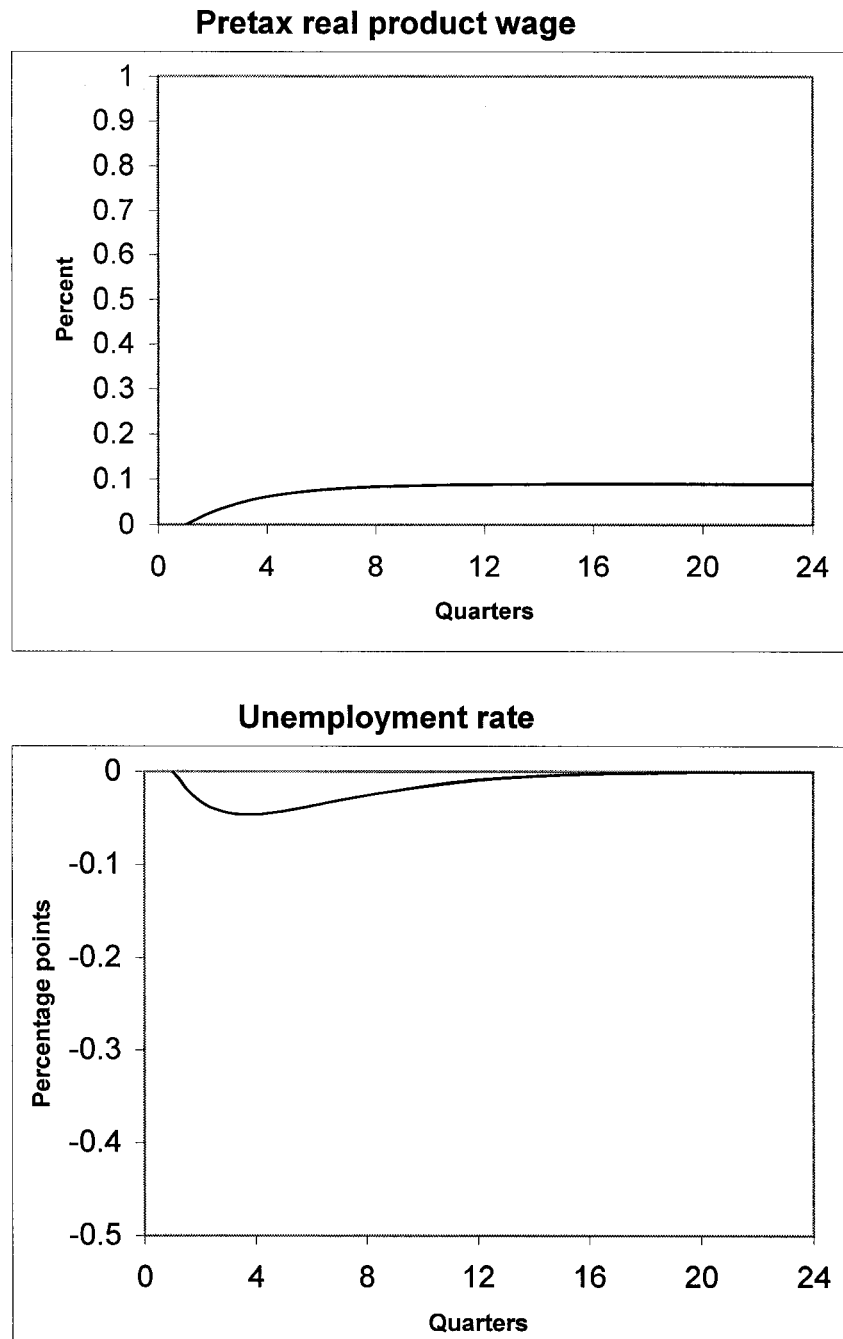 Pretax real product wage
1
0.9
0.8
0.7
0.6
0.5
0.4
0.3
0.2
0.1
0
Percent
0 4 8 12 16 20 24
Quarters
Unemployment rate
0
-0.1
-0.2
-0.3
-0.4
-0.5
Percentage points
0 4 8 12 16 20 24
Quarters